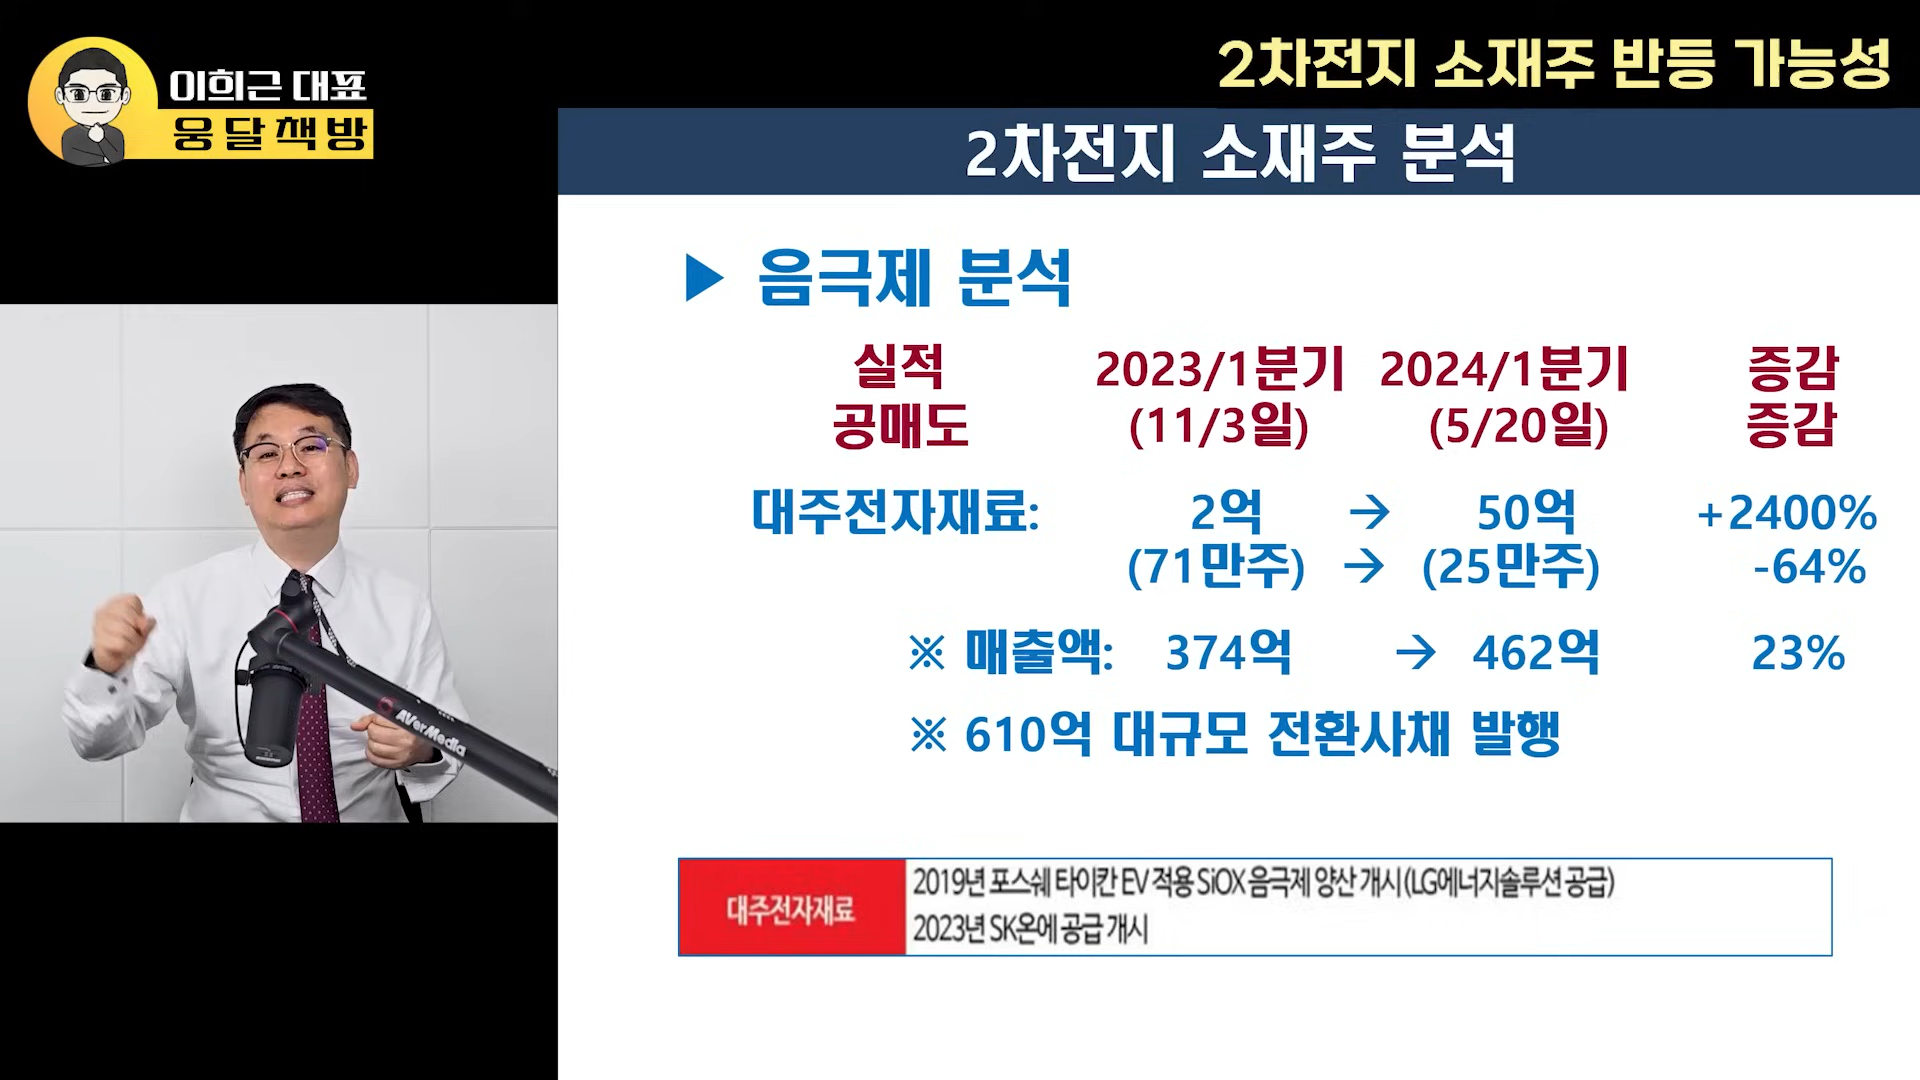 이희근 대표
웅달책방
2차전지 소재주 반등 가능성
2차전지 소재주 분석
▶ 음극제 분석
실적 2023/1분기 2024/1분기 증감
공매도 (11/3일) (5/20일) 증감
대주전자재료: 2억 → 50억 +2400%
(71만주) → (25만주) -64%
※ 매출액: 374억 → 462억 23%
※ 610억 대규모 전환사채 발행
대주전자재료
2019년 포스쉐 타이칸 EV 적용 SiOX 음극제 양산 개시 (LG에너지솔루션 공급)
2023년 SK온에 공급 개시
AVerMedia